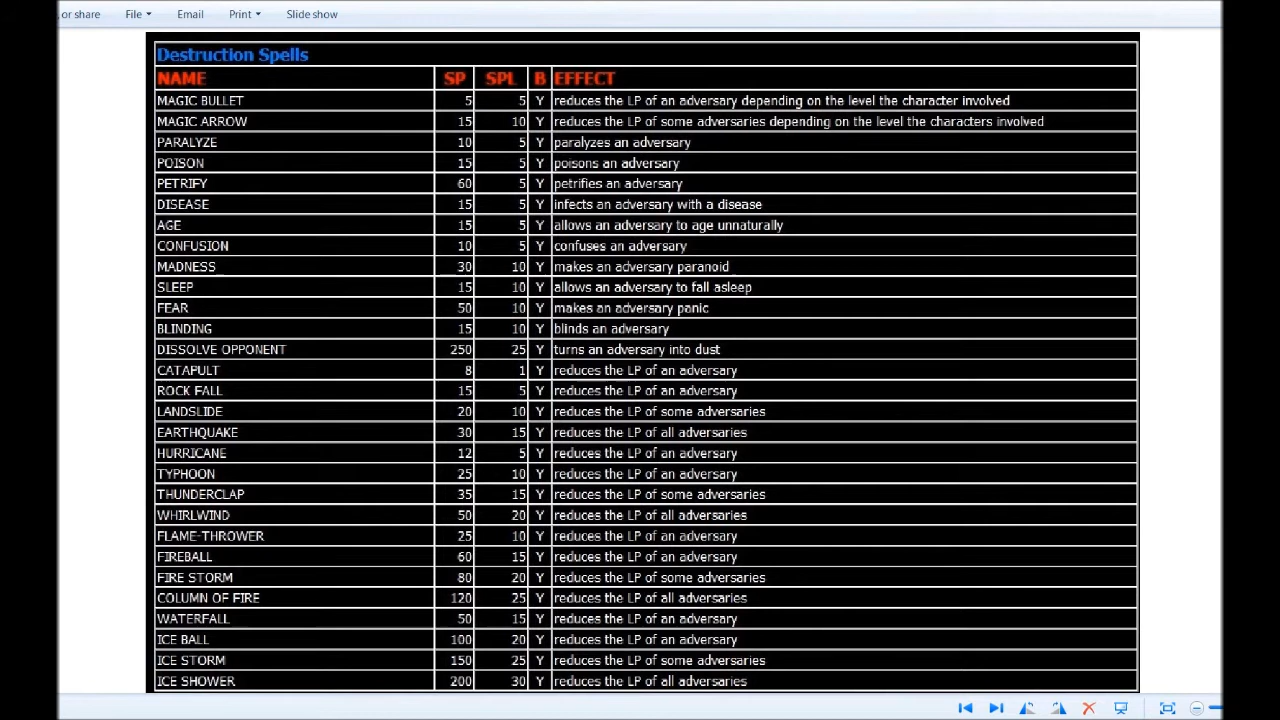 or share File Email Print Slide show
Destruction Spells
NAME SP SPL B EFFECT
MAGIC BULLET 5 5 Y reduces the LP of an adversary depending on the level the character involved
MAGIC ARROW 15 10 Y reduces the LP of some adversaries depending on the level the characters involved
PARALYZE 10 5 Y paralyzes an adversary
POISON 15 5 Y poisons an adversary
PETRIFY 60 5 Y petrifies an adversary
DISEASE 15 5 Y infects an adversary with a disease
AGE 15 5 Y allows an adversary to age unnaturally
CONFUSION 10 5 Y confuses an adversary
MADNESS 30 10 Y makes an adversary paranoid
SLEEP 15 10 Y allows an adversary to fall asleep
FEAR 50 10 Y makes an adversary panic
BLINDING 15 10 Y blinds an adversary
DISSOLVE OPPONENT 250 25 Y turns an adversary into dust
CATAPULT 8 1 Y reduces the LP of an adversary
ROCK FALL 15 5 Y reduces the LP of an adversary
LANDSLIDE 20 10 Y reduces the LP of some adversaries
EARTHQUAKE 30 15 Y reduces the LP of all adversaries
HURRICANE 12 5 Y reduces the LP of an adversary
TYPHOON 25 10 Y reduces the LP of an adversary
THUNDERCLAP 35 15 Y reduces the LP of some adversaries
WHIRLWIND 50 20 Y reduces the LP of all adversaries
FLAME-THROWER 25 10 Y reduces the LP of an adversary
FIREBALL 60 15 Y reduces the LP of an adversary
FIRE STORM 80 20 Y reduces the LP of some adversaries
COLUMN OF FIRE 120 25 Y reduces the LP of all adversaries
WATERFALL 50 15 Y reduces the LP of an adversary
ICE BALL 100 20 Y reduces the LP of an adversary
ICE STORM 150 25 Y reduces the LP of some adversaries
ICE SHOWER 200 30 Y reduces the LP of all adversaries